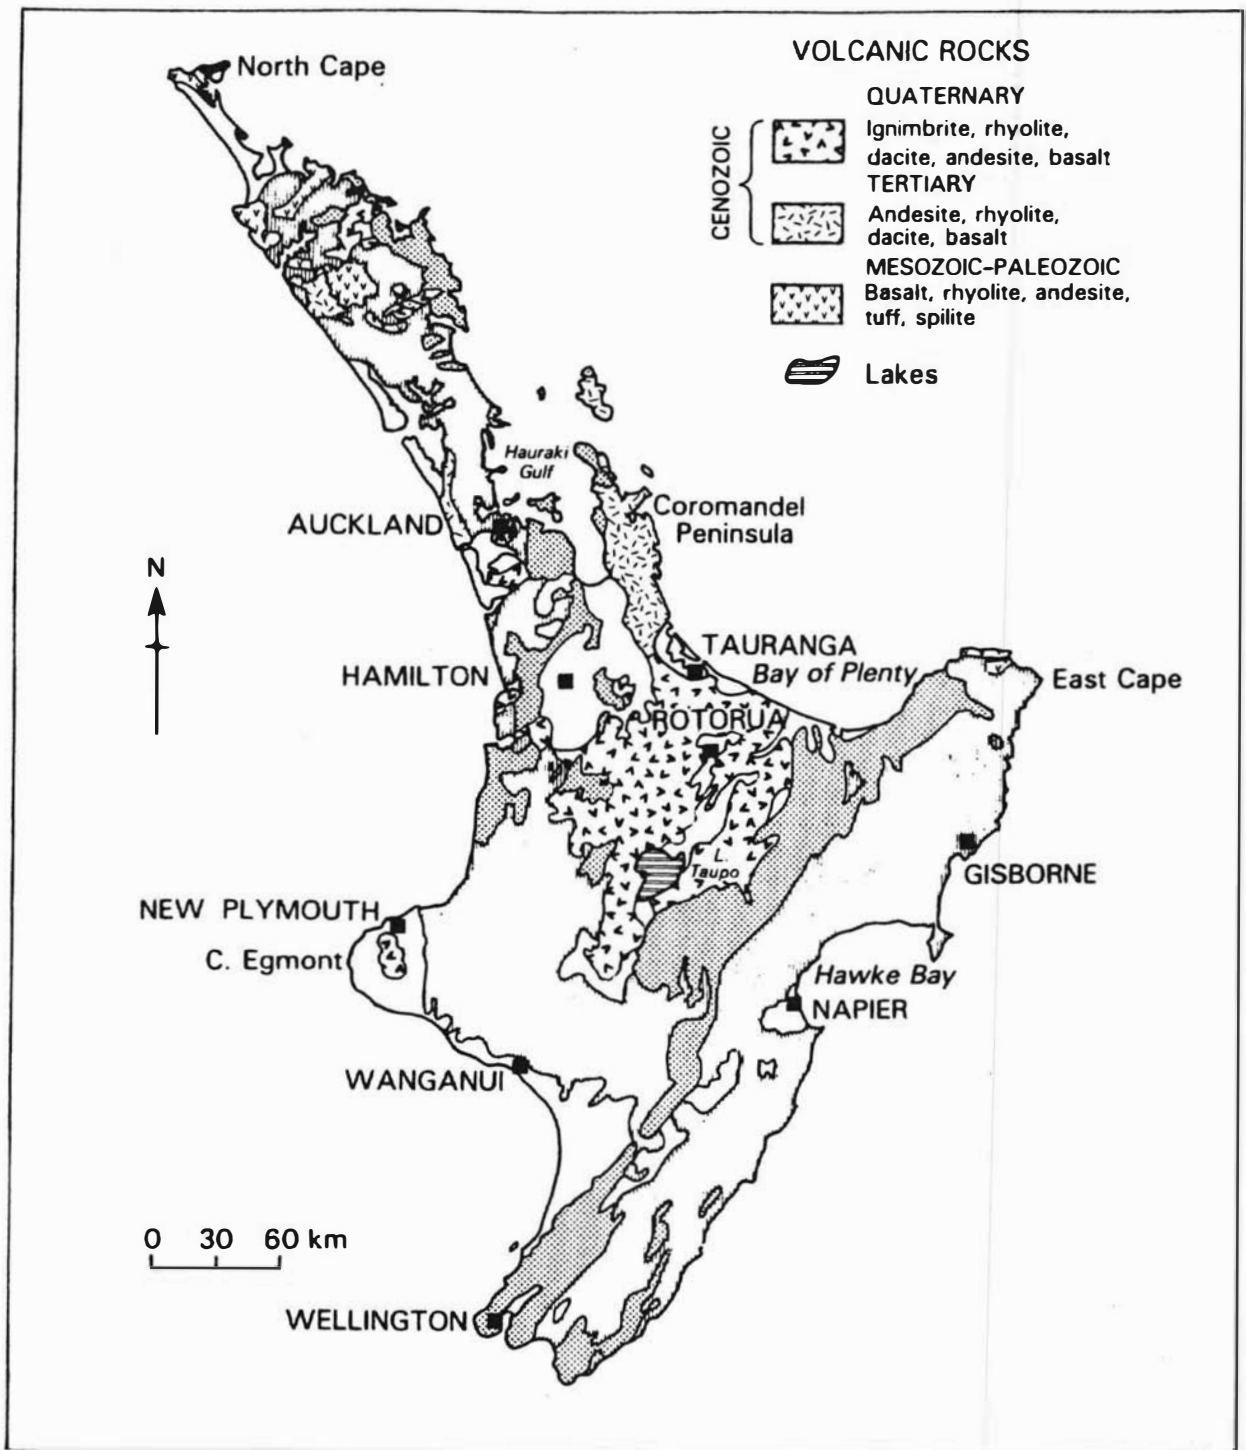 VOLCANIC ROCKS
QUATERNARY
CENOZOIC
Ignimbrite, rhyolite,
dacite, andesite, basalt
TERTIARY
Andesite, rhyolite,
dacite, basalt
MESOZOIC-PALEOZOIC
Basalt, rhyolite, andesite,
tuff, spilite
Lakes
North Cape
Hauraki
Gulf
AUCKLAND
Coromandel
Peninsula
N
TAURANGA
HAMILTON
Bay of Plenty
East Cape
ROTORUA
L.
Taupo
GISBORNE
NEW PLYMOUTH
C. Egmont
Hawke Bay
NAPIER
WANGANUI
0 30 60 km
WELLINGTON